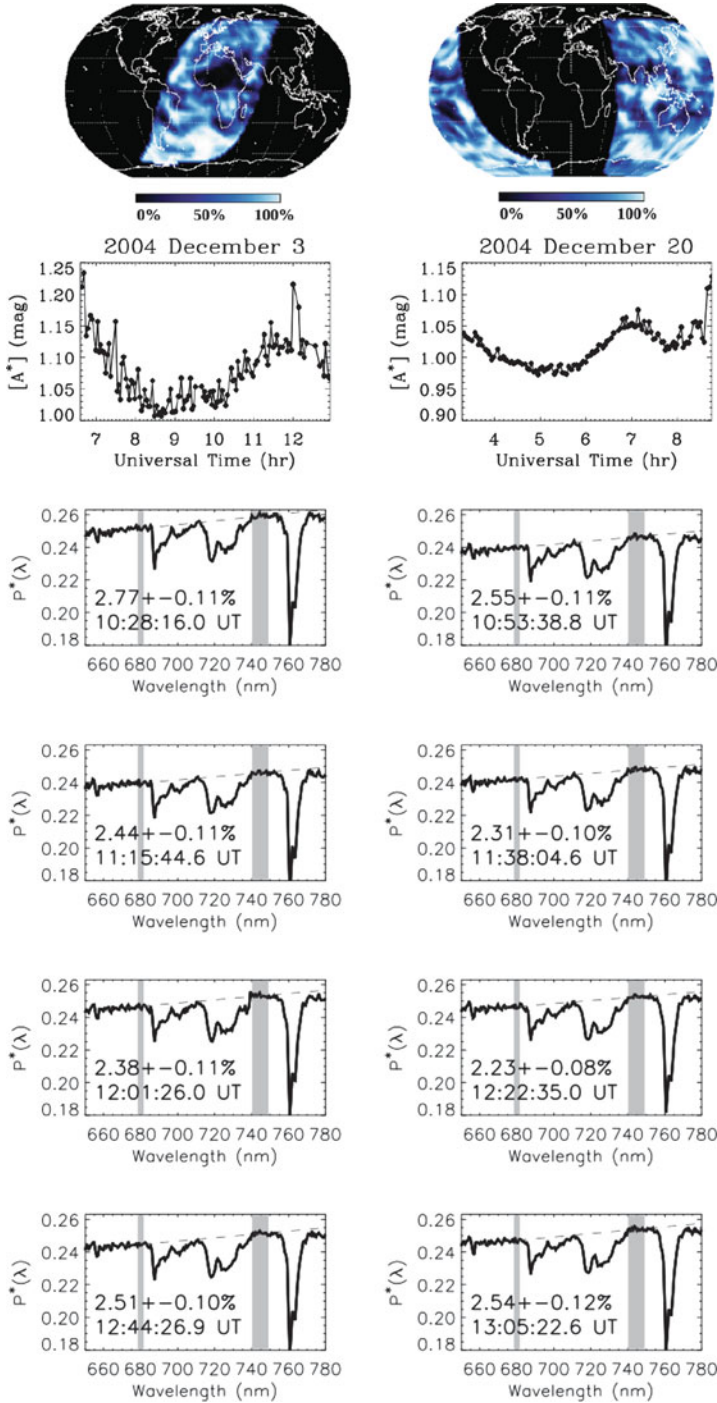 0% 50% 100% 0% 50% 100%
2004 December 3 2004 December 20
[A*] (mag)
1.25
1.20
1.15
1.10
1.05
1.00
7 8 9 10 11 12
Universal Time (hr)
[A*] (mag)
1.15
1.10
1.05
1.00
0.95
0.90
4 5 6 7 8
Universal Time (hr)
P*(λ)
0.26
0.24
0.22
0.20
0.18
2.77+-0.11%
10:28:16.0 UT
660 680 700 720 740 760 780
Wavelength (nm)
P*(λ)
0.26
0.24
0.22
0.20
0.18
2.55+-0.11%
10:53:38.8 UT
660 680 700 720 740 760 780
Wavelength (nm)
P*(λ)
0.26
0.24
0.22
0.20
0.18
2.44+-0.11%
11:15:44.6 UT
660 680 700 720 740 760 780
Wavelength (nm)
P*(λ)
0.26
0.24
0.22
0.20
0.18
2.31+-0.10%
11:38:04.6 UT
660 680 700 720 740 760 780
Wavelength (nm)
P*(λ)
0.26
0.24
0.22
0.20
0.18
2.38+-0.11%
12:01:26.0 UT
660 680 700 720 740 760 780
Wavelength (nm)
P*(λ)
0.26
0.24
0.22
0.20
0.18
2.23+-0.08%
12:22:35.0 UT
660 680 700 720 740 760 780
Wavelength (nm)
P*(λ)
0.26
0.24
0.22
0.20
0.18
2.51+-0.10%
12:44:26.9 UT
660 680 700 720 740 760 780
Wavelength (nm)
P*(λ)
0.26
0.24
0.22
0.20
0.18
2.54+-0.12%
13:05:22.6 UT
660 680 700 720 740 760 780
Wavelength (nm)